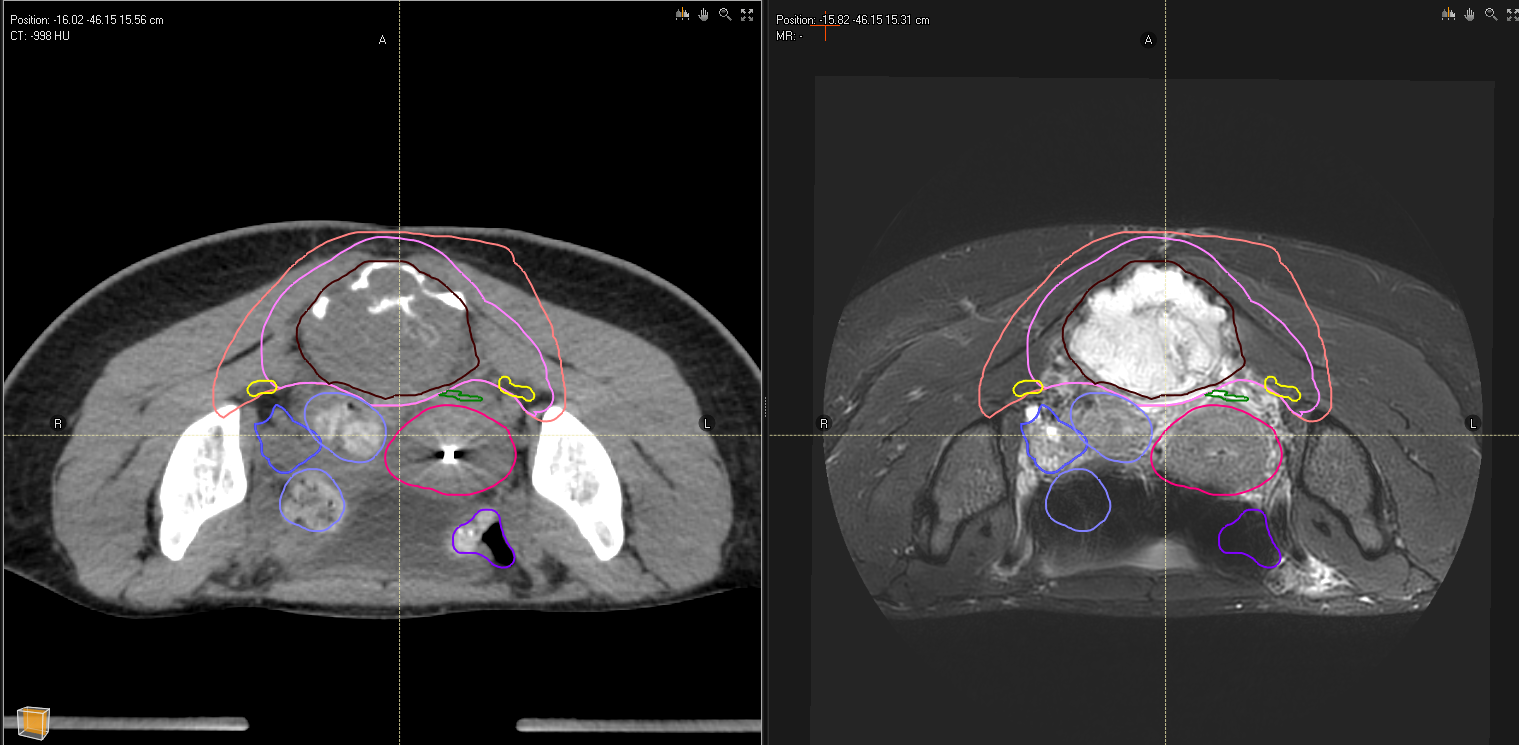 Position: -16.02 -46.15 15.56 cm
CT: -998 HU
A
R
L
Position: -15.82 -46.15 15.31 cm
MR: -
A
R
L